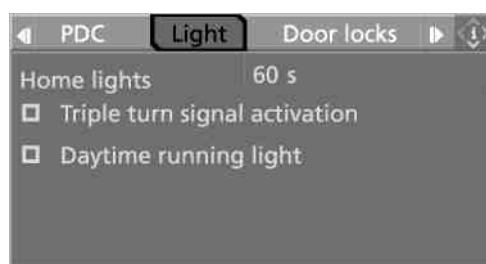 PDC Light Door locks
Home lights 60 s
Triple turn signal activation
Daytime running light